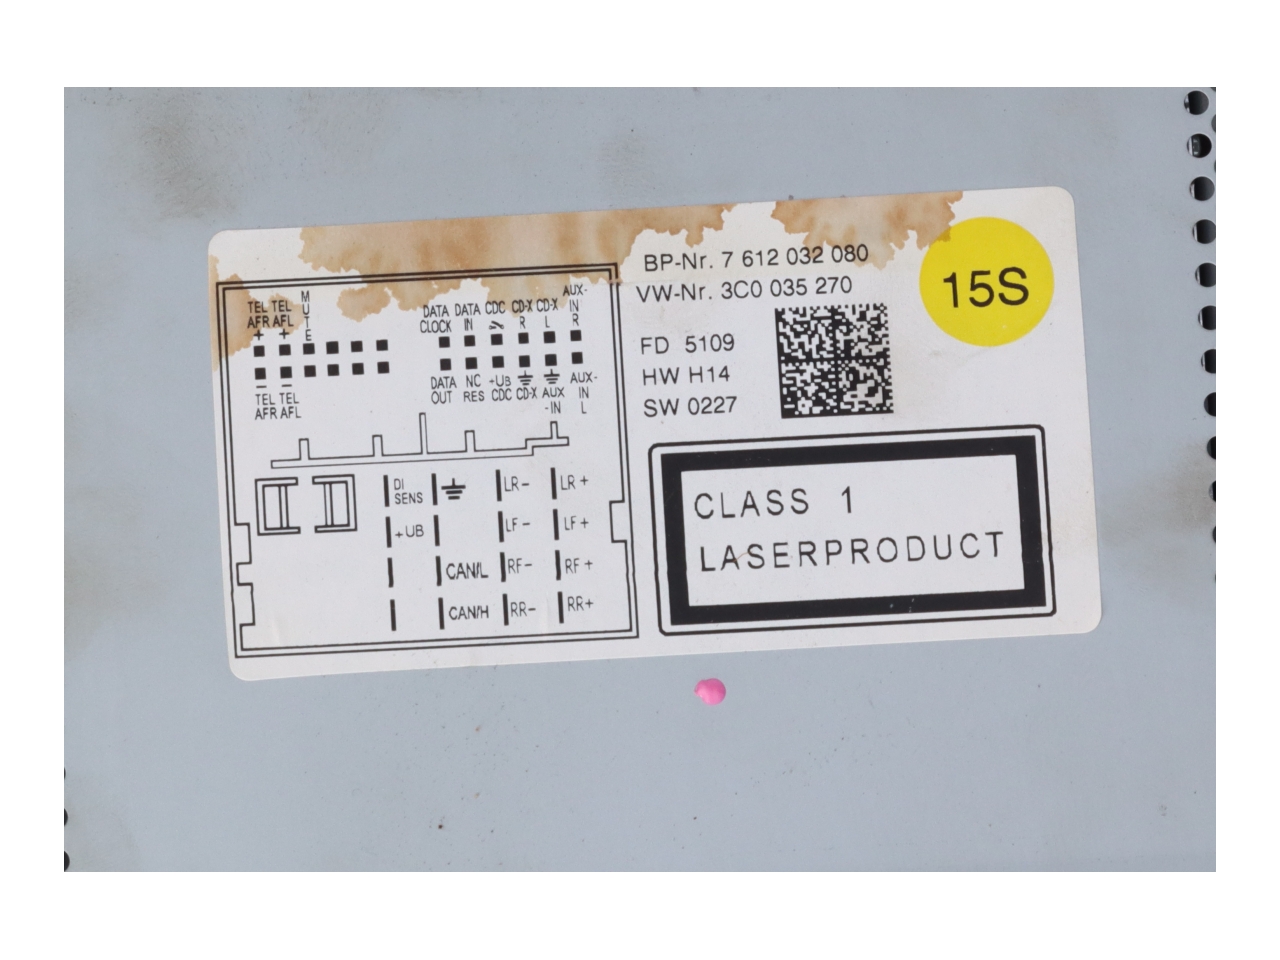 BP-Nr. 7 612 032 080
VW-Nr. 3C0 035 270
15S
FD 5109
HW H14
SW 0227
CLASS 1
LASERPRODUCT
TEL TEL MUTE
AFR AFL
+ +
DATA DATA CDC CD-X CD-X AUX-
CLOCK IN R L IN
R
− −
TEL TEL
AFR AFL
DATA NC +UB AUX-
OUT RES CDC CD-X AUX IN
-IN L
DI SENS LR− LR+
+UB LF− LF+
CAN/L RF− RF+
CAN/H RR− RR+